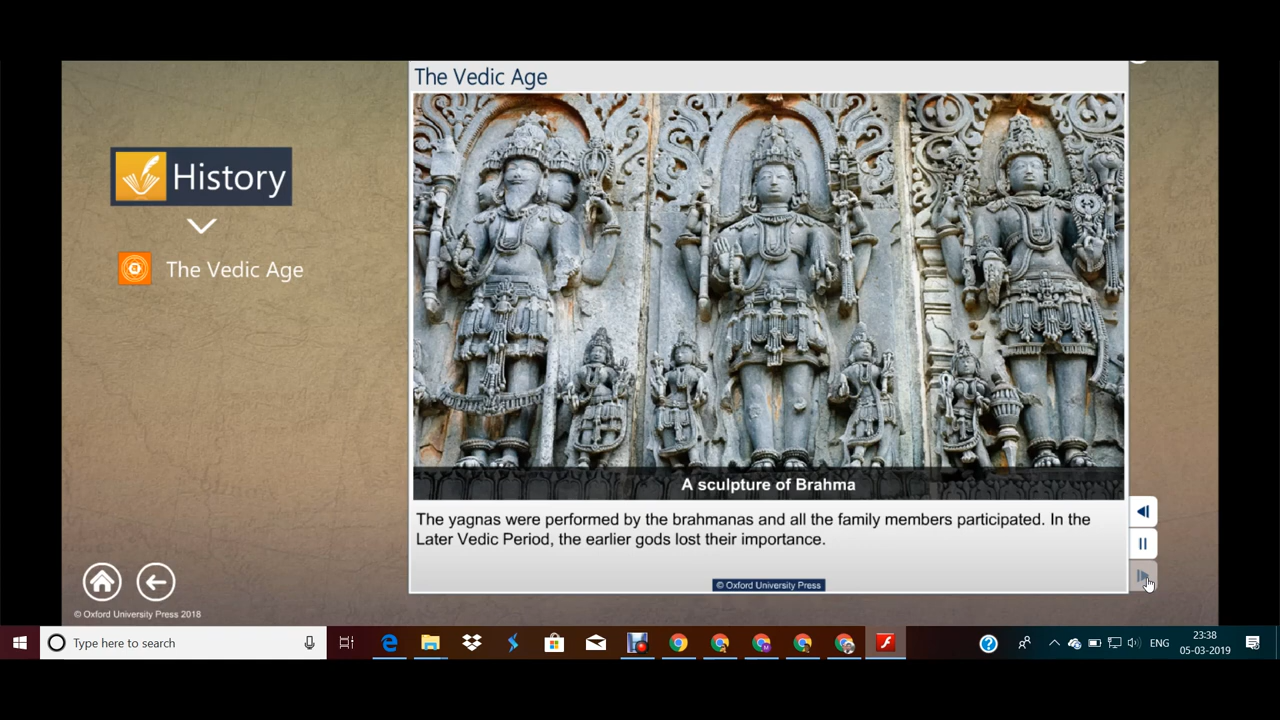 The Vedic Age
History
The Vedic Age
A sculpture of Brahma
The yagnas were performed by the brahmanas and all the family members participated. In the
Later Vedic Period, the earlier gods lost their importance.
© Oxford University Press
© Oxford University Press 2018
Type here to search
ENG
23:38
05-03-2019